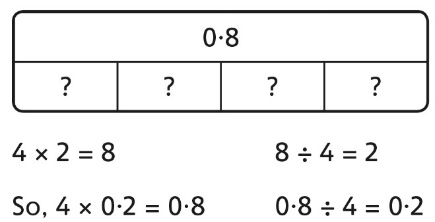 0·8
? ? ? ?
4 × 2 = 8 8 ÷ 4 = 2
So, 4 × 0·2 = 0·8 0·8 ÷ 4 = 0·2